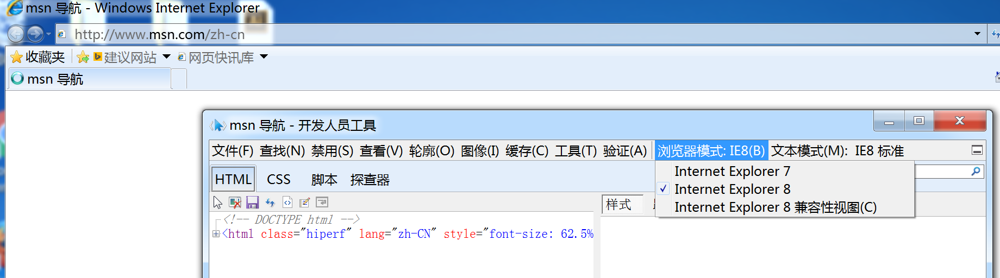 msn 导航 - Windows Internet Explorer
http://www.msn.com/zh-cn
收藏夹 建议网站 网页快讯库
msn 导航
msn 导航 - 开发人员工具
文件(F) 查找(N) 禁用(S) 查看(V) 轮廓(O) 图像(I) 缓存(C) 工具(T) 验证(A) 浏览器模式: IE8(B) 文本模式(M): IE8 标准
Internet Explorer 7
HTML CSS 脚本 探查器
Internet Explorer 8
Internet Explorer 8 兼容性视图(C)
样式
<!-- DOCTYPE html -->
<html class="hiperf" lang="zh-CN" style="font-size: 62.5%